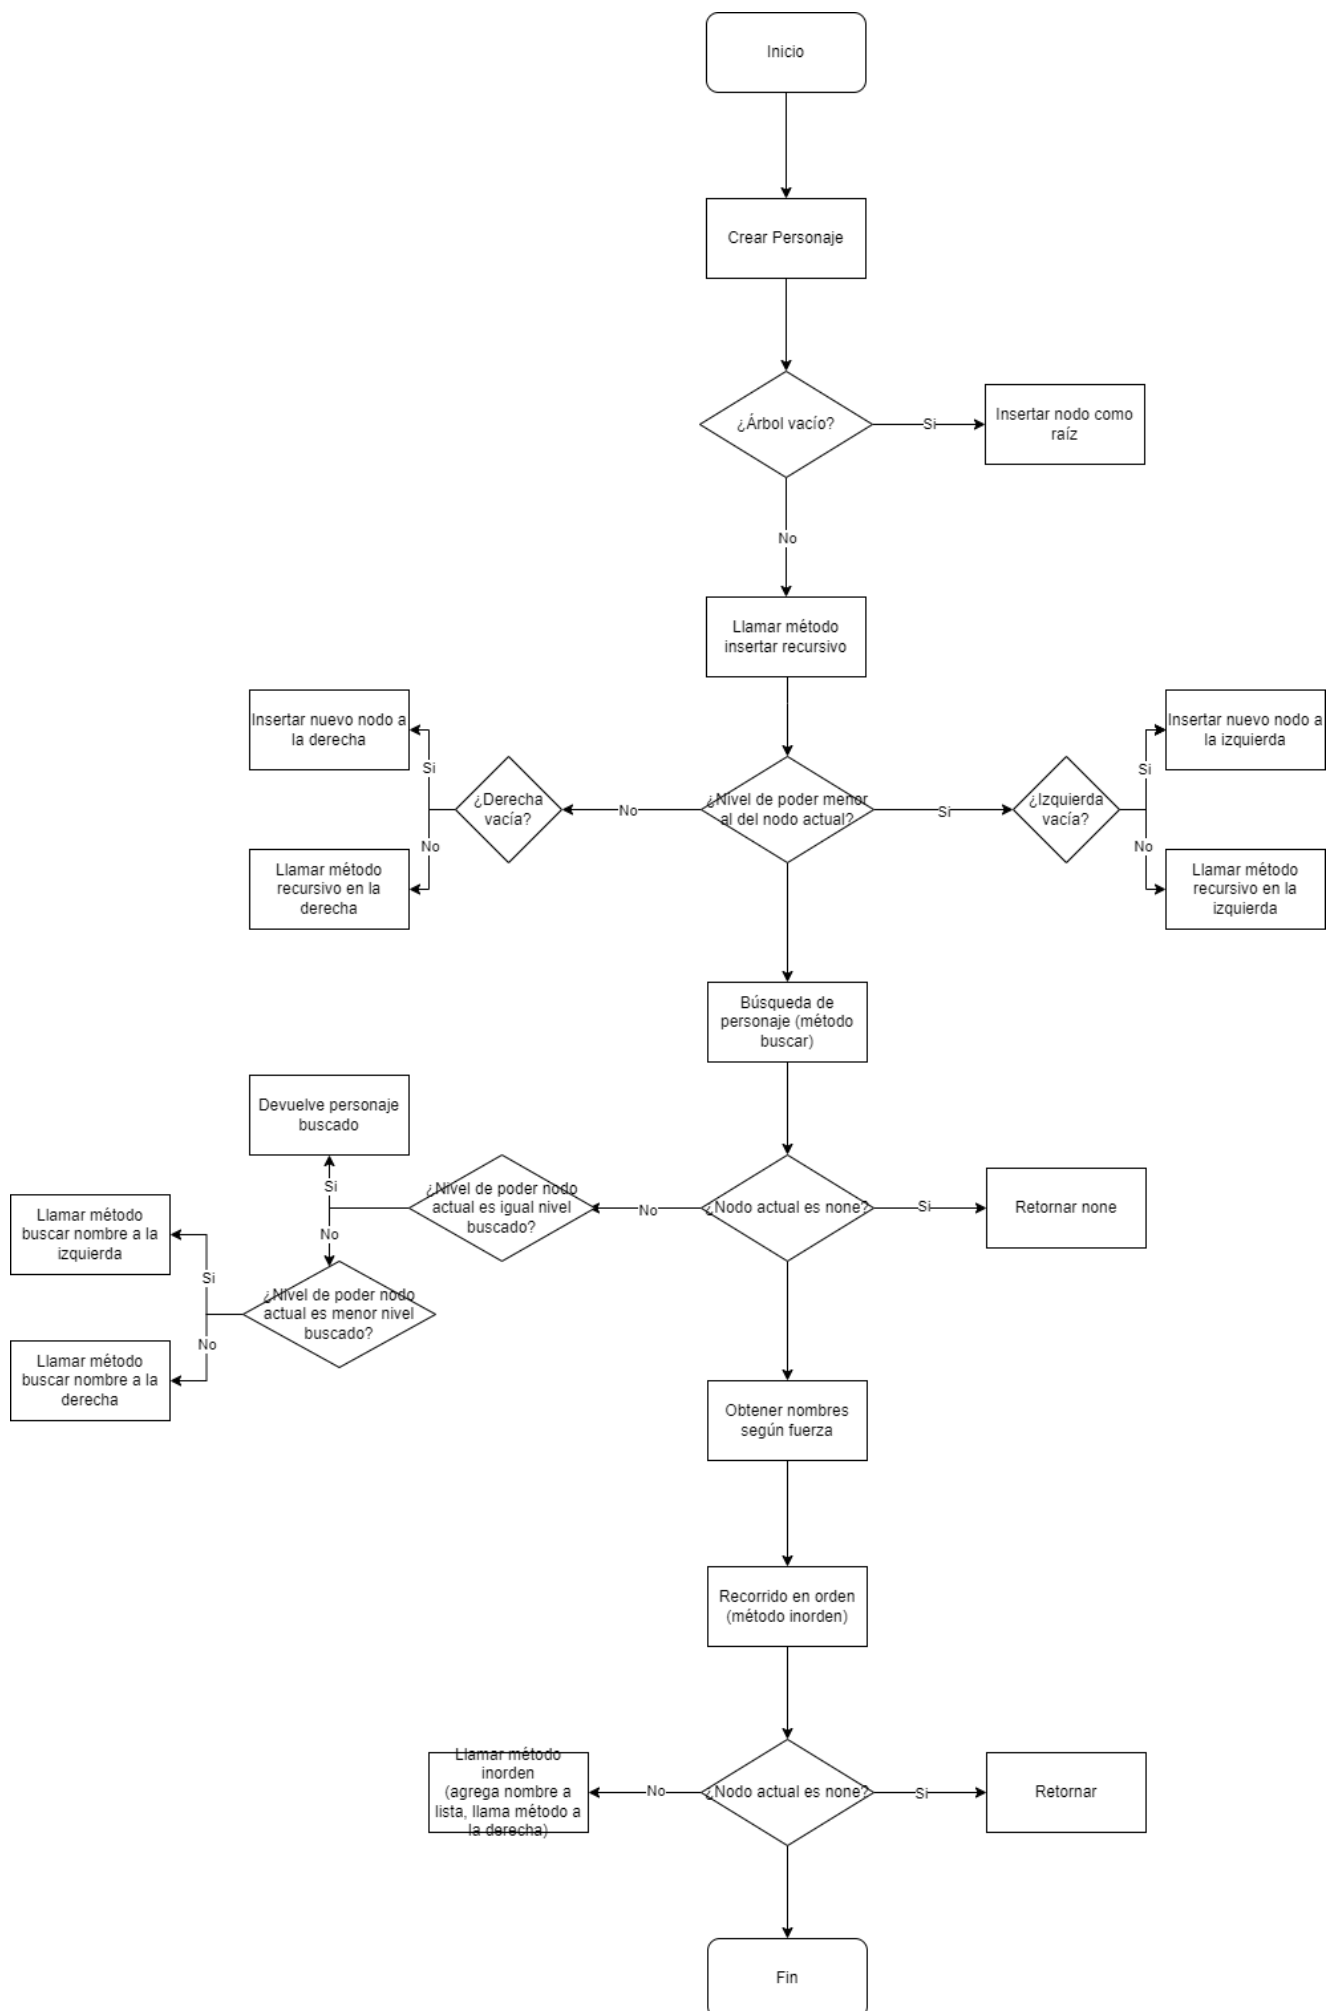 Inicio
Crear Personaje
¿Árbol vacío?
Si
Insertar nodo como
raíz
No
Llamar método
insertar recursivo
Insertar nuevo nodo a
la derecha
Si
¿Derecha
vacía?
No
Llamar método
recursivo en la
derecha
No
¿Nivel de poder menor
al del nodo actual?
Si
¿Izquierda
vacía?
Si
Insertar nuevo nodo a
la izquierda
No
Llamar método
recursivo en la
izquierda
Búsqueda de
personaje (método
buscar)
Devuelve personaje
buscado
Si
¿Nivel de poder nodo
actual es igual nivel
buscado?
No
¿Nodo actual es none?
Si
Retornar none
No
Llamar método
buscar nombre a la
izquierda
Si
¿Nivel de poder nodo
actual es menor nivel
buscado?
No
Llamar método
buscar nombre a la
derecha
Obtener nombres
según fuerza
Recorrido en orden
(método inorden)
Llamar método
inorden
(agrega nombre a
lista, llama método a
la derecha)
No
¿Nodo actual es none?
Si
Retornar
Fin